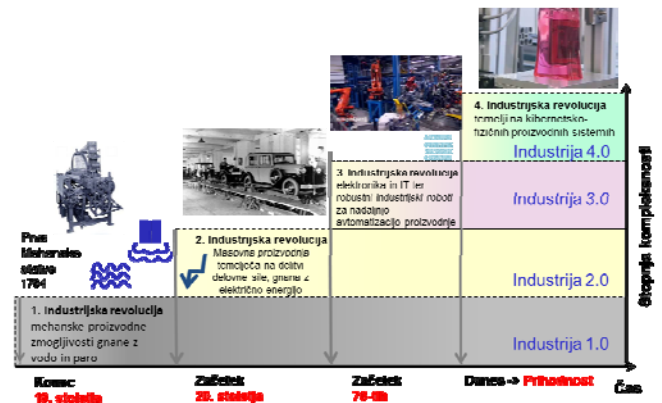 4. Industrijska revolucija
temelji na kibernetsko-
fizičnih proizvodnih sistemih
Industrija 4.0
3. Industrijska revolucija
elektronika in IT ter
robustni industrijski roboti
za nadaljnjo
avtomatizacijo proizvodnje
Industrija 3.0
Prva
Mehanske
statve
1784
2. Industrijska revolucija
Masovna proizvodnja
temelječa na delitvi
delovne sile, gnana z
električno energijo
Industrija 2.0
1. Industrijska revolucija
mehanske proizvodne
zmogljivosti gnane z
vodo in paro
Industrija 1.0
Stopnja kompleksnosti
Konec
18. stoletja
Začetek
20. stoletja
Začetek
70-tih
Danes -> Prihodnost
Čas